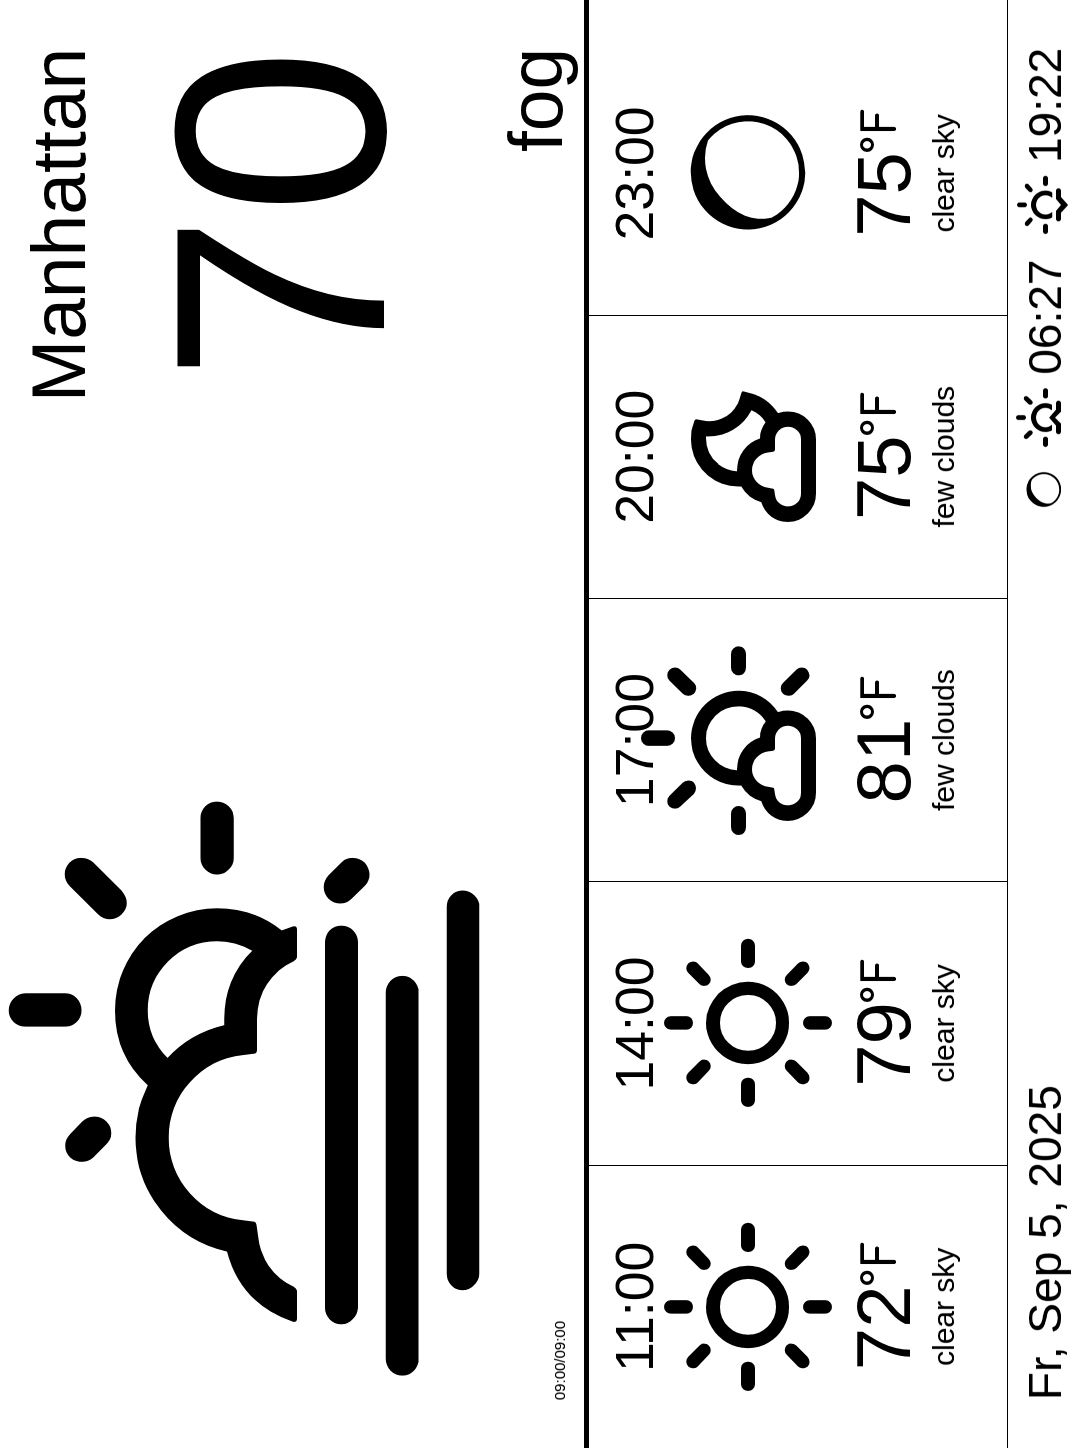 Manhattan
70
fog
09:00/09:00
11:00
72°F
clear sky
14:00
79°F
clear sky
17:00
81°F
few clouds
20:00
75°F
few clouds
23:00
75°F
clear sky
Fr, Sep 5, 2025
06:27 19:22